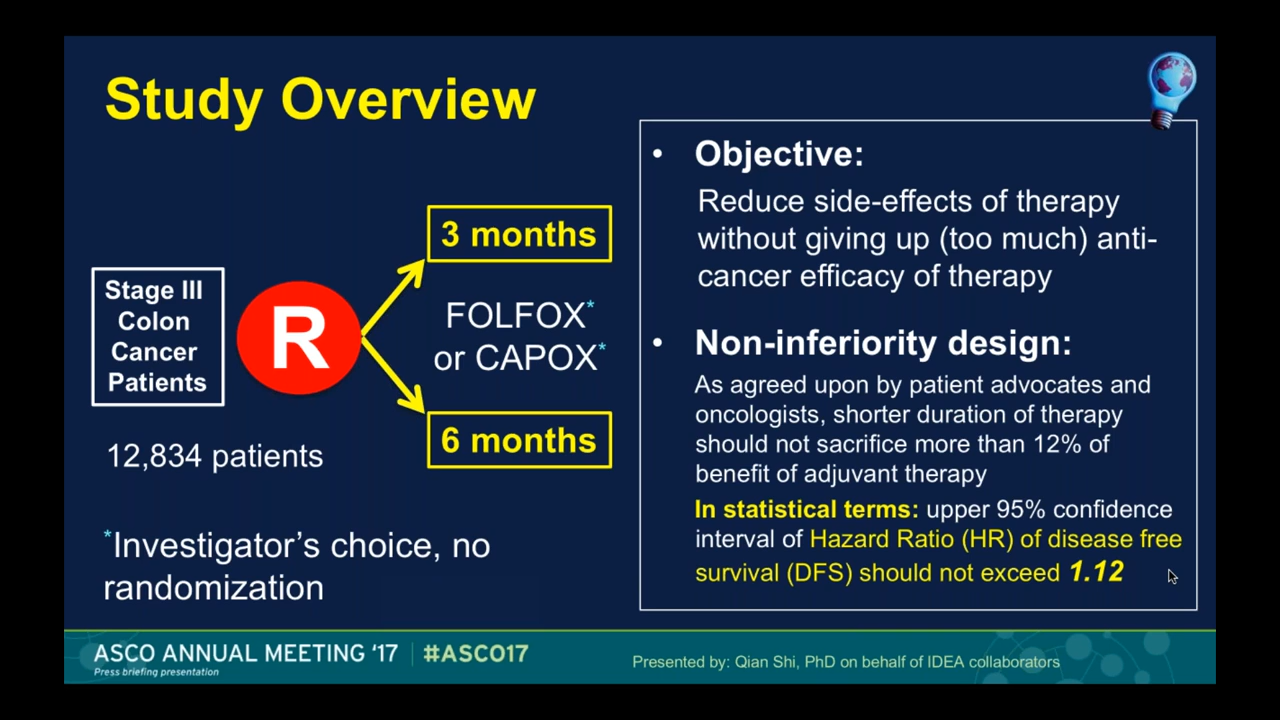 Study Overview
Stage III
Colon
Cancer
Patients
R
3 months
FOLFOX*
or CAPOX*
6 months
12,834 patients
*Investigator's choice, no
randomization
• Objective:
Reduce side-effects of therapy
without giving up (too much) anti-
cancer efficacy of therapy
• Non-inferiority design:
As agreed upon by patient advocates and
oncologists, shorter duration of therapy
should not sacrifice more than 12% of
benefit of adjuvant therapy
In statistical terms: upper 95% confidence
interval of Hazard Ratio (HR) of disease free
survival (DFS) should not exceed 1.12
ASCO ANNUAL MEETING '17 | #ASCO17
Press briefing presentation
Presented by: Qian Shi, PhD on behalf of IDEA collaborators